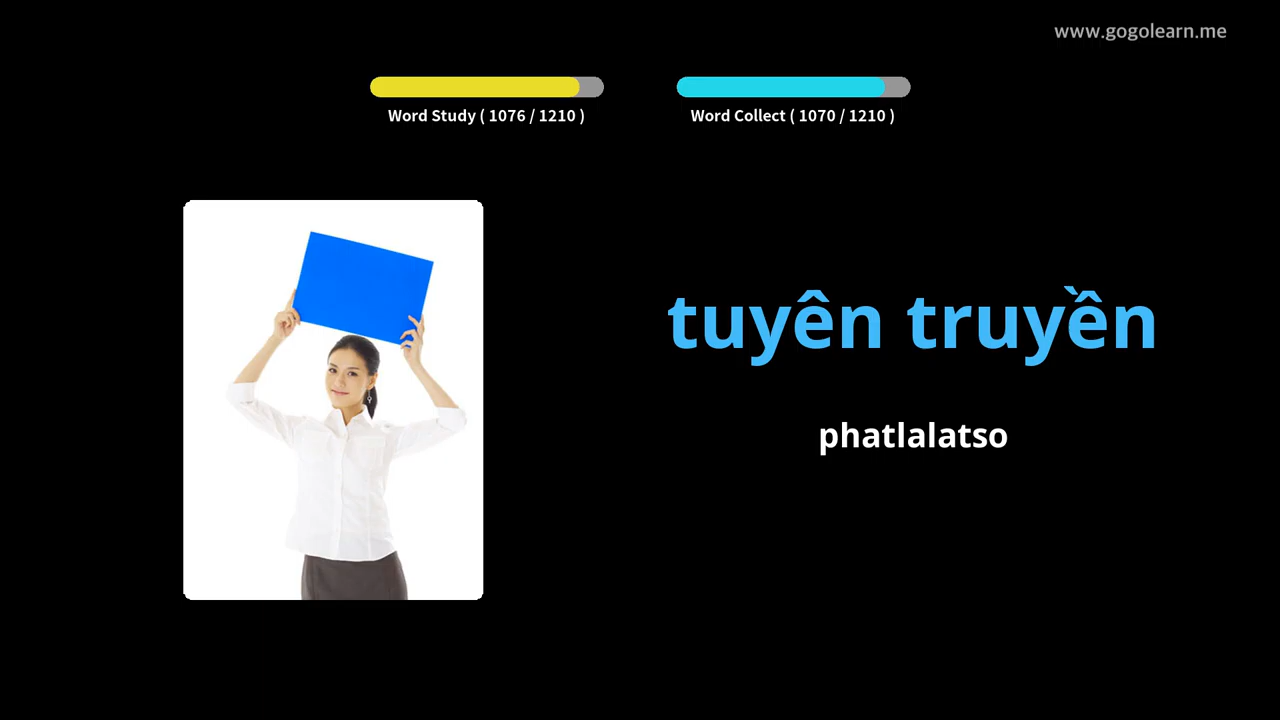 www.gogolearn.me
Word Study ( 1076 / 1210 )
Word Collect ( 1070 / 1210 )
tuyên truyền
phatlalatso